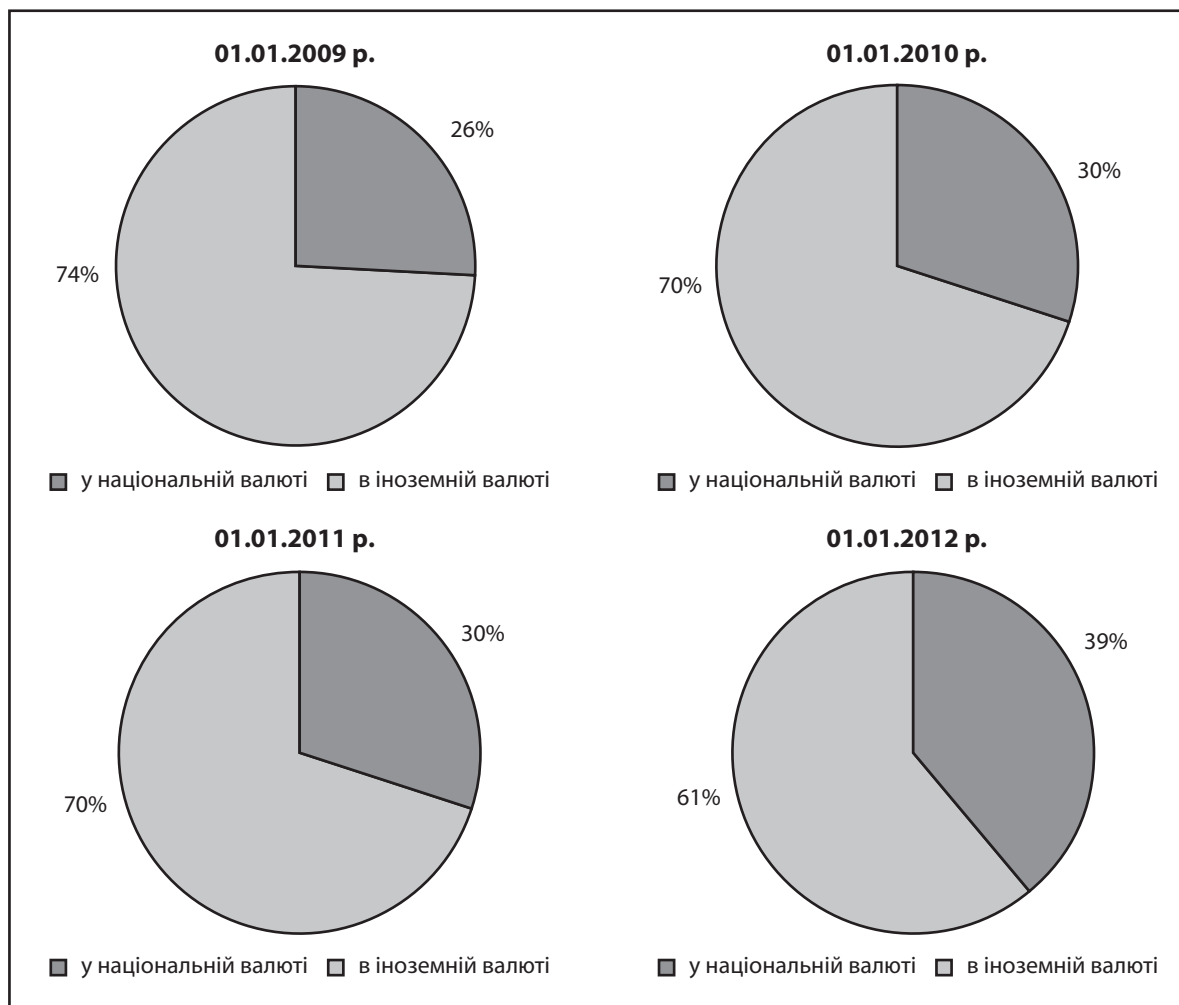 01.01.2009 р.
26%
74%
у національній валюті в іноземній валюті
01.01.2010 р.
30%
70%
у національній валюті в іноземній валюті
01.01.2011 р.
30%
70%
у національній валюті в іноземній валюті
01.01.2012 р.
39%
61%
у національній валюті в іноземній валюті